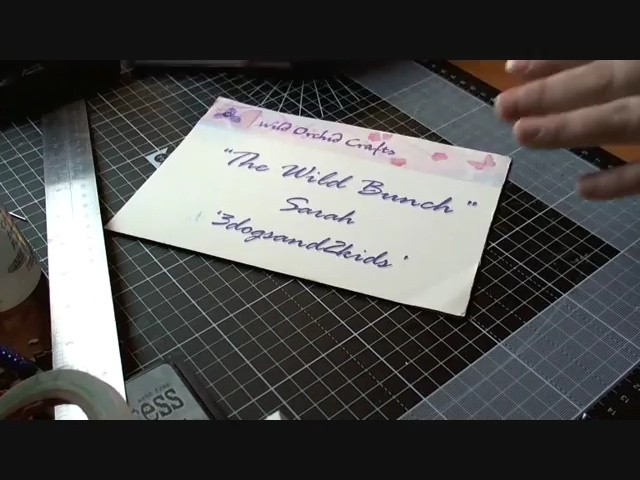 Wild Orchid Crafts
"The Wild Bunch"
Sarah
'3dogsand2kids'
ess